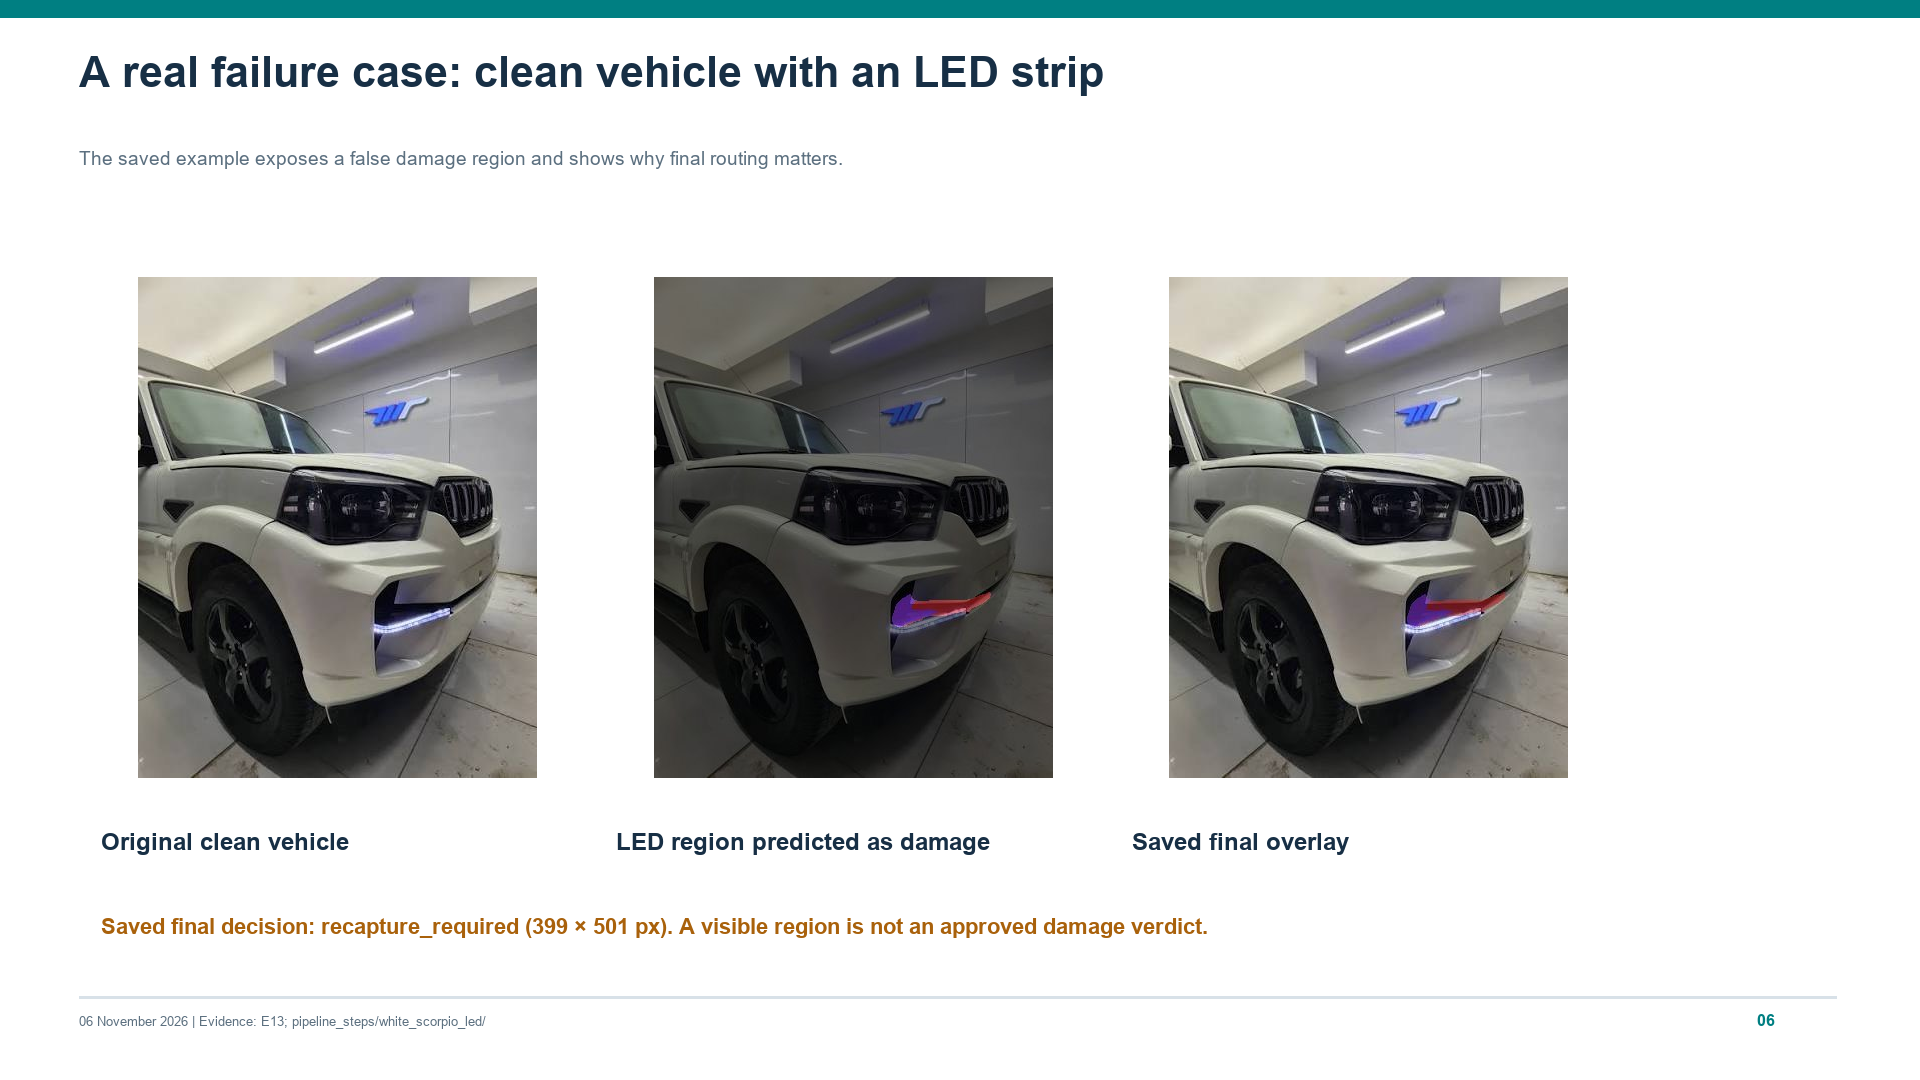 A real failure case: clean vehicle with an LED strip
The saved example exposes a false damage region and shows why final routing matters.
Original clean vehicle
LED region predicted as damage
Saved final overlay
Saved final decision: recapture_required (399 × 501 px). A visible region is not an approved damage verdict.
06 November 2026 | Evidence: E13; pipeline_steps/white_scorpio_led/
06